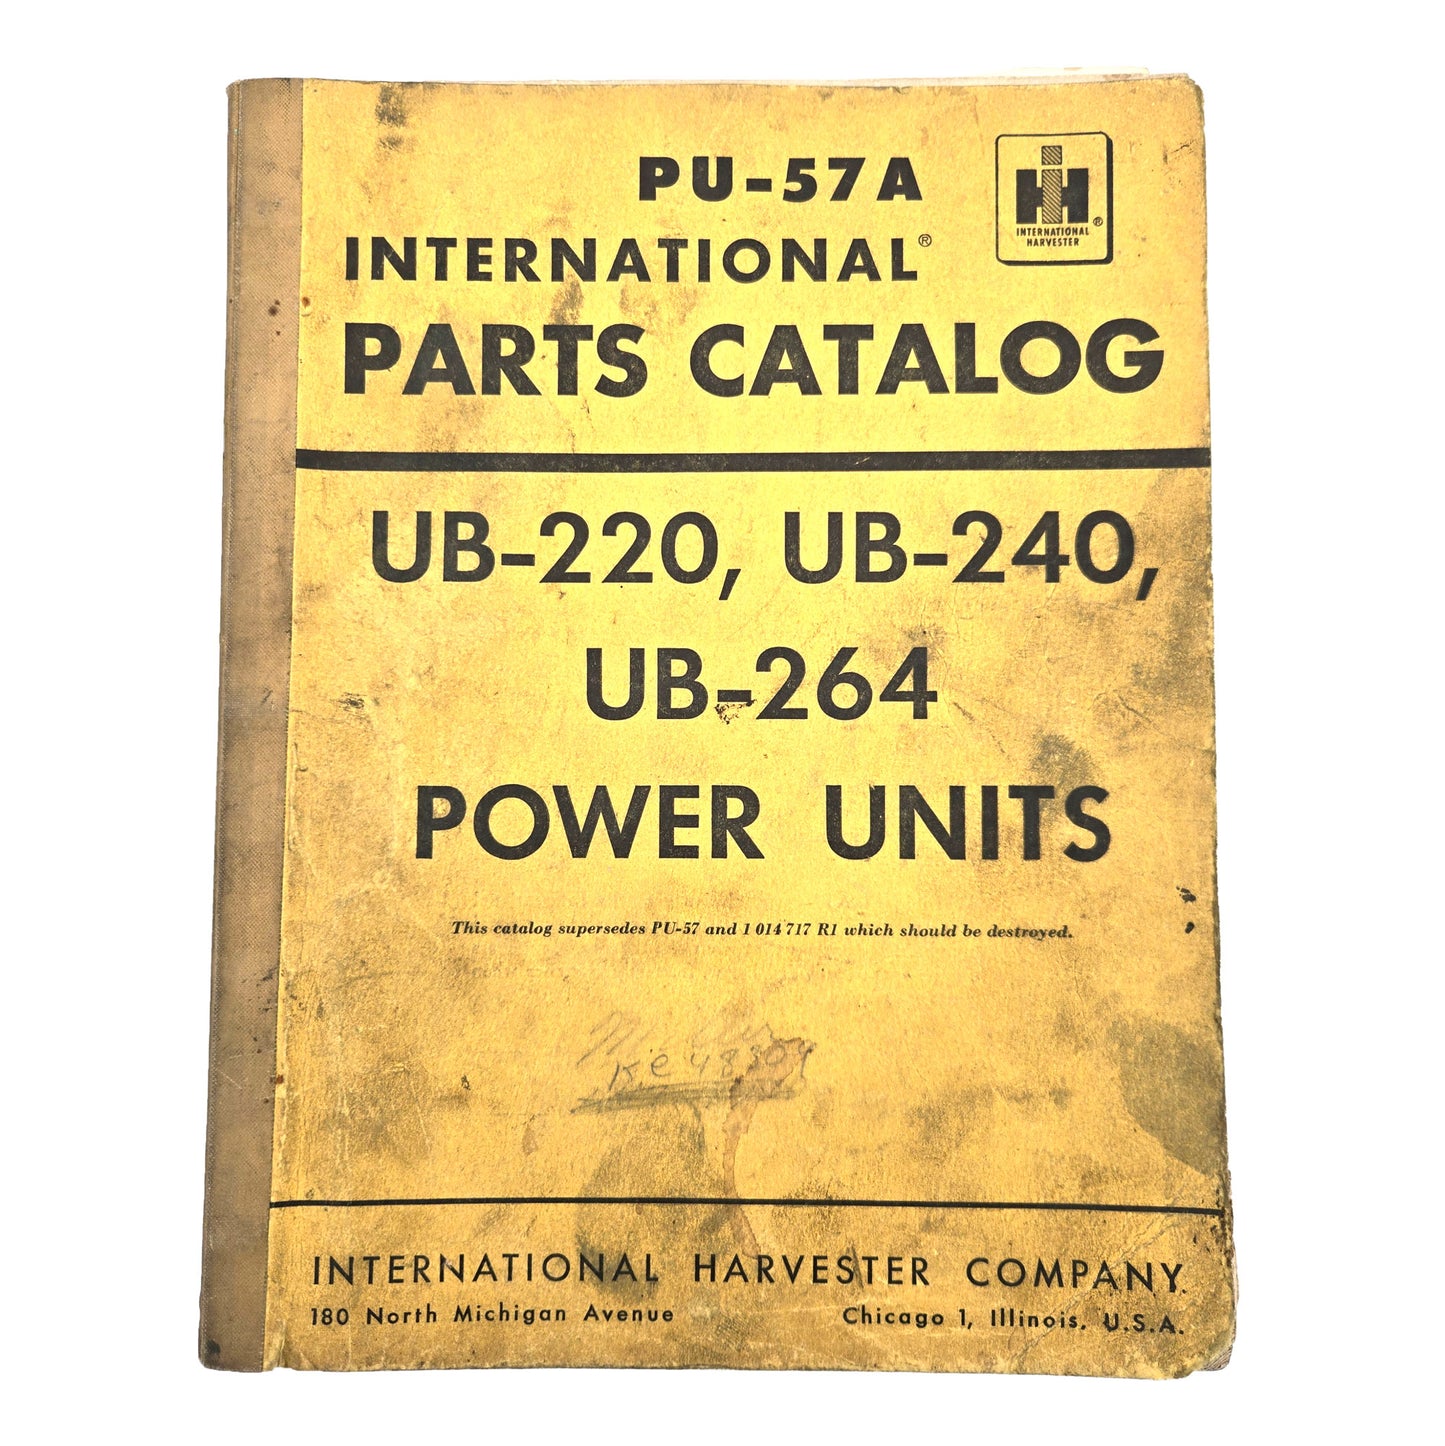 PU-57A
IH®
INTERNATIONAL
HARVESTER
INTERNATIONAL®
PARTS CATALOG
UB-220, UB-240,
UB-264
POWER UNITS
This catalog supersedes PU-57 and 1 014 717 R1 which should be destroyed.
INTERNATIONAL HARVESTER COMPANY
180 North Michigan Avenue Chicago 1, Illinois, U.S.A.